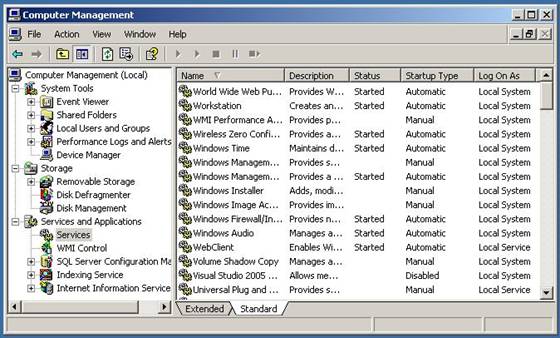 Computer Management
File Action View Window Help
Computer Management (Local)
System Tools
Event Viewer
Shared Folders
Local Users and Groups
Performance Logs and Alerts
Device Manager
Storage
Removable Storage
Disk Defragmenter
Disk Management
Services and Applications
Services
WMI Control
SQL Server Configuration Ma
Indexing Service
Internet Information Service
Name Description Status Startup Type Log On As
World Wide Web Pu... Provides W... Started Automatic Local System
Workstation Creates an... Started Automatic Local System
WMI Performance A... Provides p... Manual Local System
Wireless Zero Confi... Provides a... Started Automatic Local System
Windows Time Maintains d... Started Automatic Local System
Windows Managem... Provides s... Manual Local System
Windows Managem... Provides a... Started Automatic Local System
Windows Installer Adds, modi... Manual Local System
Windows Image Ac... Provides im... Manual Local System
Windows Firewall/In... Provides n... Started Automatic Local System
Windows Audio Manages a... Started Automatic Local System
WebClient Enables Wi... Started Automatic Local Service
Volume Shadow Copy Manages a... Manual Local System
Visual Studio 2005 ... Allows me... Disabled Local System
Universal Plug and ... Provides s... Manual Local Service
Extended Standard